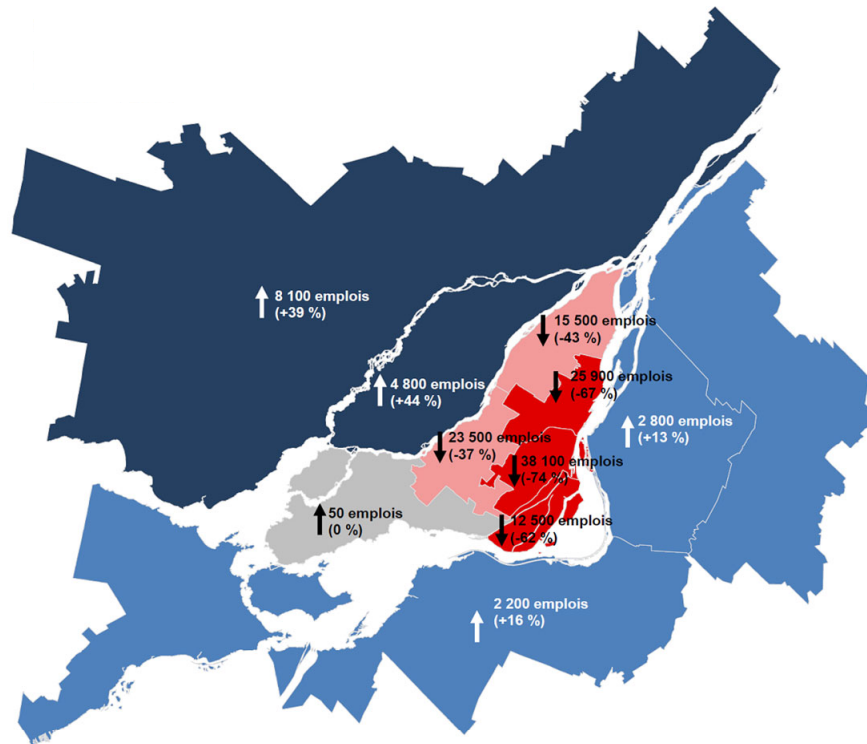 8 100 emplois
(+39 %)
15 500 emplois
(-43 %)
25 900 emplois
(-67 %)
4 800 emplois
(+44 %)
2 800 emplois
(+13 %)
23 500 emplois
(-37 %)
38 100 emplois
(-74 %)
50 emplois
(0 %)
12 500 emplois
(-62 %)
2 200 emplois
(+16 %)